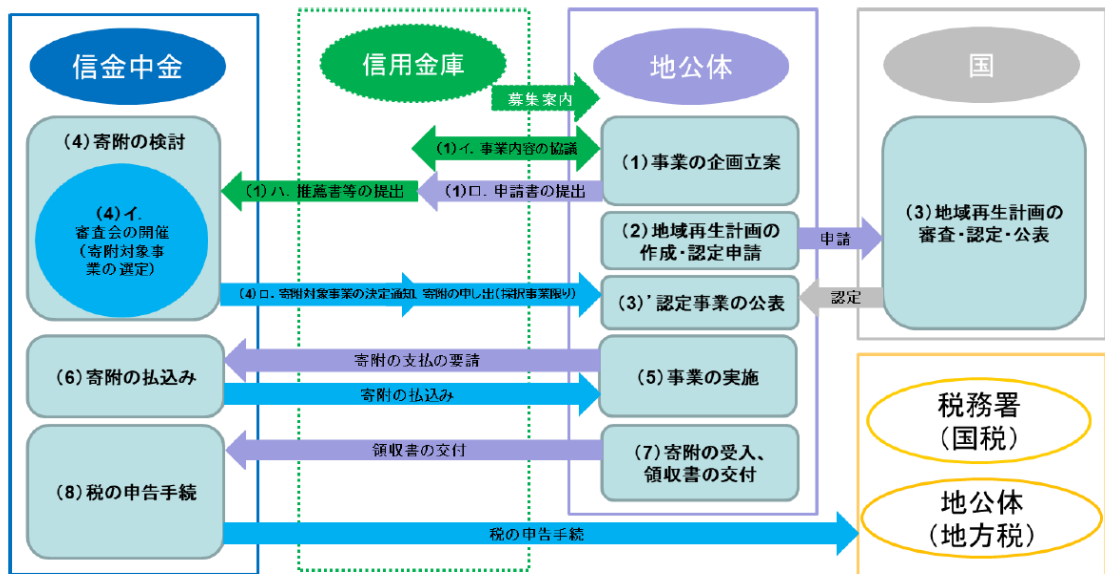 信金中金
信用金庫
地公体
国
募集案内
(4)寄附の検討
(1)イ．事業内容の協議
(1)事業の企画立案
(1)ハ．推薦書等の提出
(1)ロ．申請書の提出
(4)イ．
審査会の開催
(寄附対象事
業の選定)
(2)地域再生計画の
作成・認定申請
申請
(3)地域再生計画の
審査・認定・公表
(4)ロ．寄附対象事業の決定通知、寄附の申し出(採択事業限り)
(3)’認定事業の公表
認定
(6)寄附の払込み
寄附の支払の要請
寄附の払込み
(5)事業の実施
税務署
(国税)
領収書の交付
(7)寄附の受入、
領収書の交付
(8)税の申告手続
税の申告手続
地公体
(地方税)